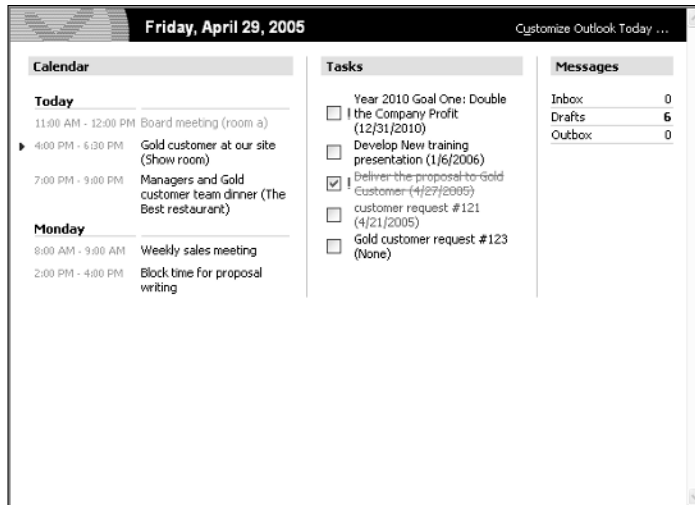 Friday, April 29, 2005
Customize Outlook Today ...
Calendar
Today
11:00 AM - 12:00 PM Board meeting (room a)
4:00 PM - 6:30 PM Gold customer at our site
(Show room)
7:00 PM - 9:00 PM Managers and Gold
customer team dinner (The
Best restaurant)
Monday
8:00 AM - 9:00 AM Weekly sales meeting
2:00 PM - 4:00 PM Block time for proposal
writing
Tasks
Year 2010 Goal One: Double
! the Company Profit
(12/31/2010)
Develop New training
presentation (1/6/2006)
! Deliver the proposal to Gold
Customer (4/27/2005)
customer request #121
(4/21/2005)
Gold customer request #123
(None)
Messages
Inbox 0
Drafts 6
Outbox 0